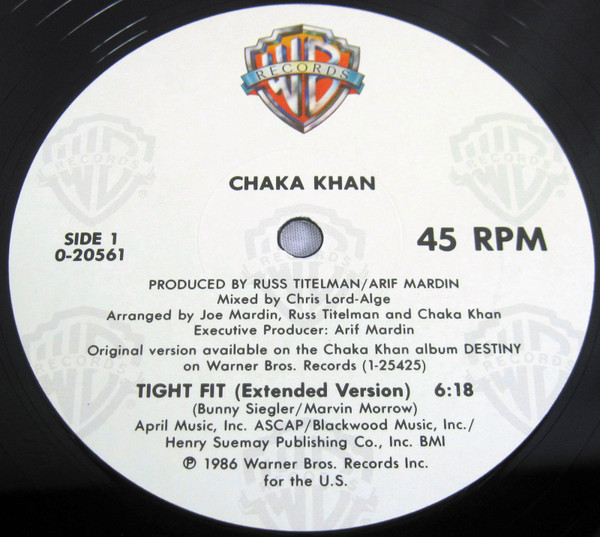 WB
RECORDS
CHAKA KHAN
SIDE 1
0-20561
45 RPM
PRODUCED BY RUSS TITELMAN/ARIF MARDIN
Mixed by Chris Lord-Alge
Arranged by Joe Mardin, Russ Titelman and Chaka Khan
Executive Producer: Arif Mardin
Original version available on the Chaka Khan album DESTINY
on Warner Bros. Records (1-25425)
TIGHT FIT (Extended Version) 6:18
(Bunny Siegler/Marvin Morrow)
April Music, Inc. ASCAP/Blackwood Music, Inc./
Henry Suemay Publishing Co., Inc. BMI
℗ 1986 Warner Bros. Records Inc.
for the U.S.